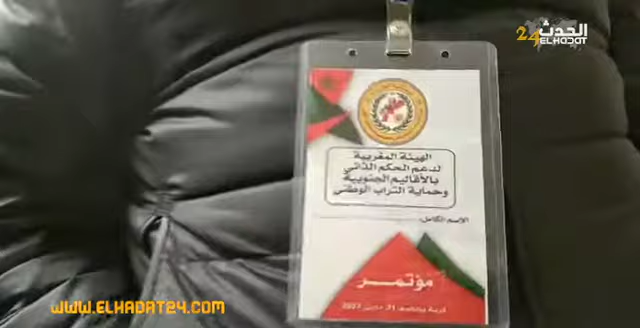 الحدث 24
ELHADAT
الهيئة المغربية
لدعم الحكم الذاتي
بالأقاليم الجنوبية
وحماية التراب الوطني
الاسم الكامل:
مؤتمر
WWW.ELHADAT24.COM